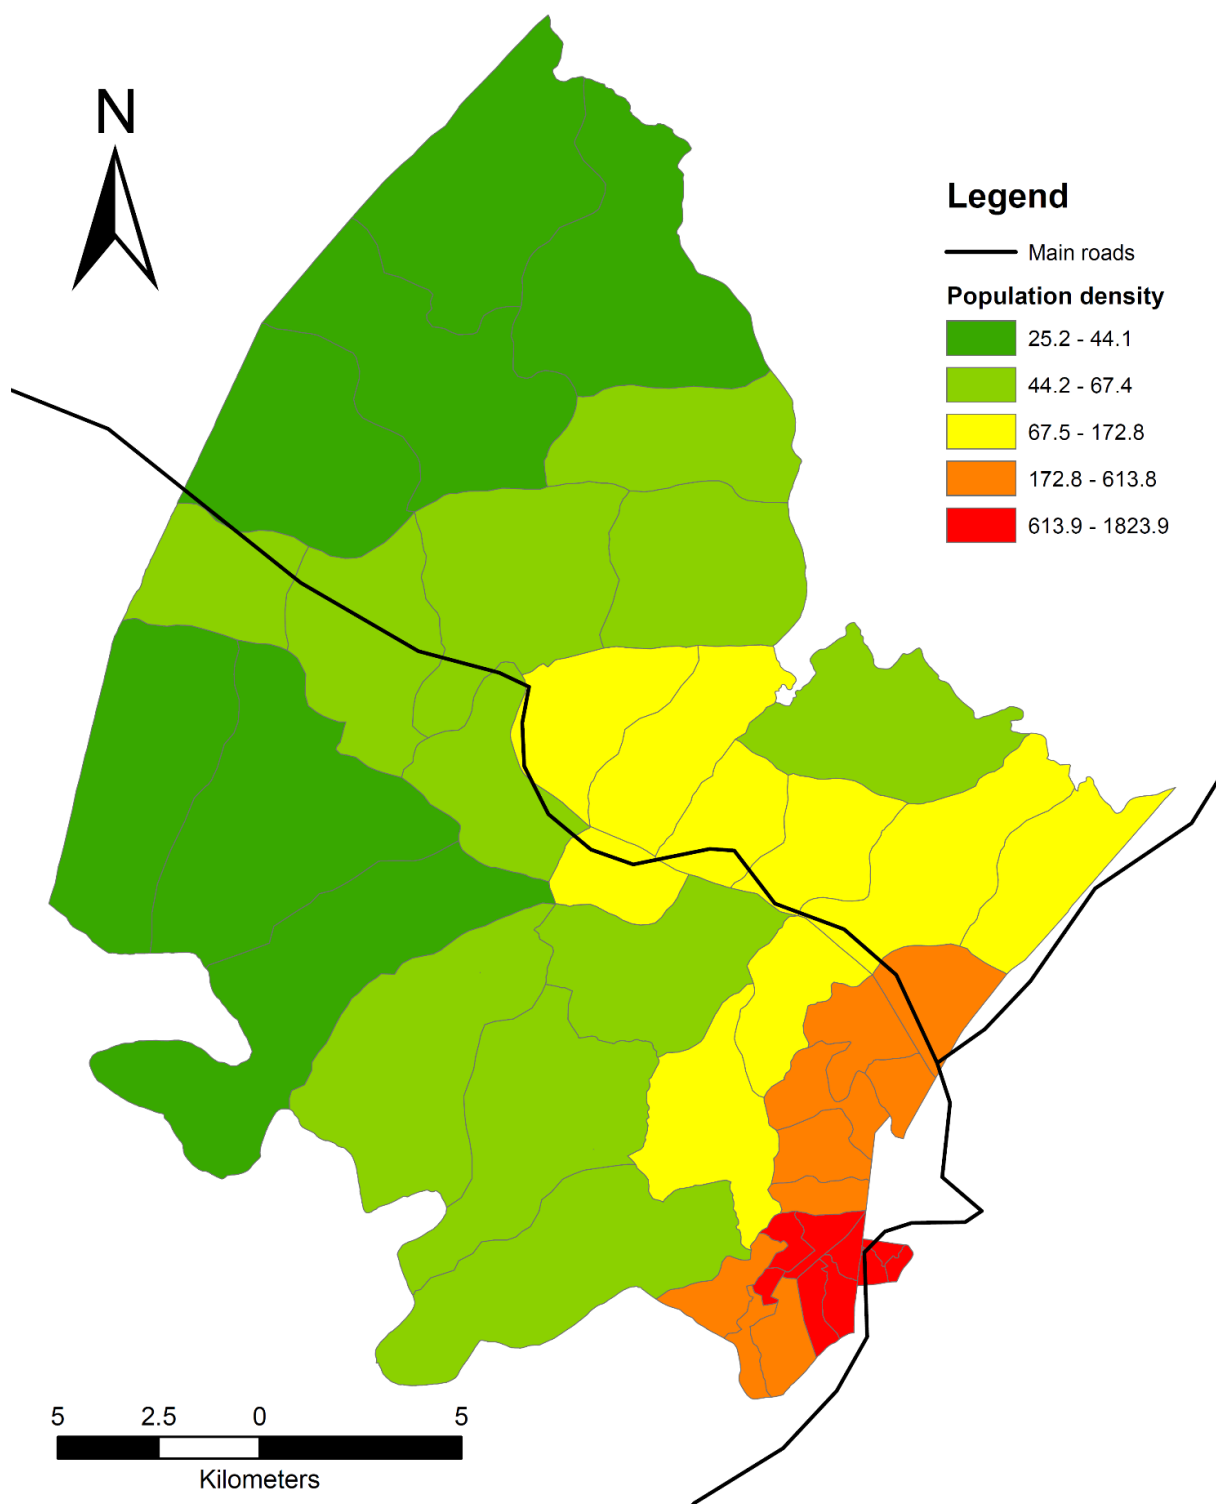 N
Legend
Main roads
Population density
25.2 - 44.1
44.2 - 67.4
67.5 - 172.8
172.8 - 613.8
613.9 - 1823.9
5 2.5 0 5
Kilometers